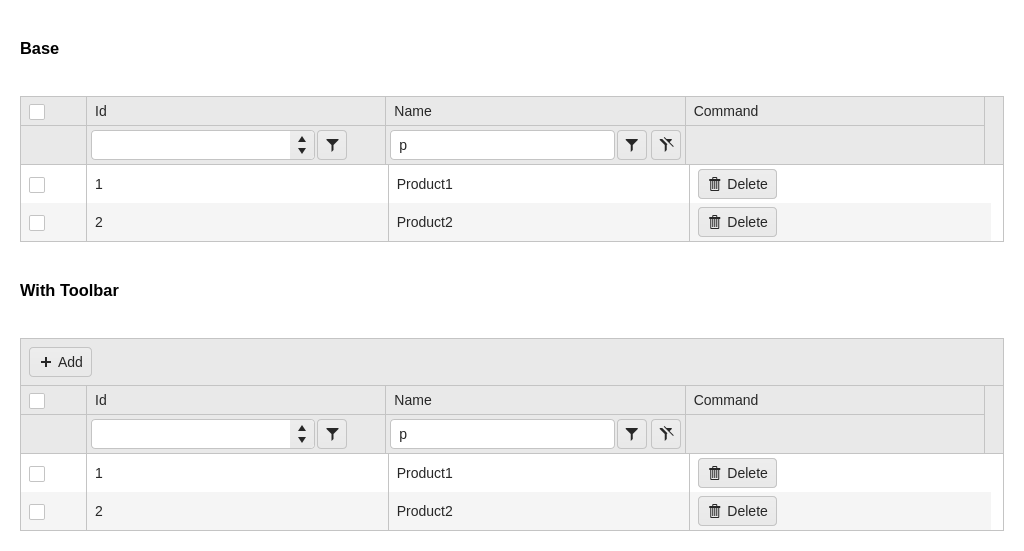 Base
Id Name Command
p
1 Product1 Delete
2 Product2 Delete
With Toolbar
Add
Id Name Command
p
1 Product1 Delete
2 Product2 Delete